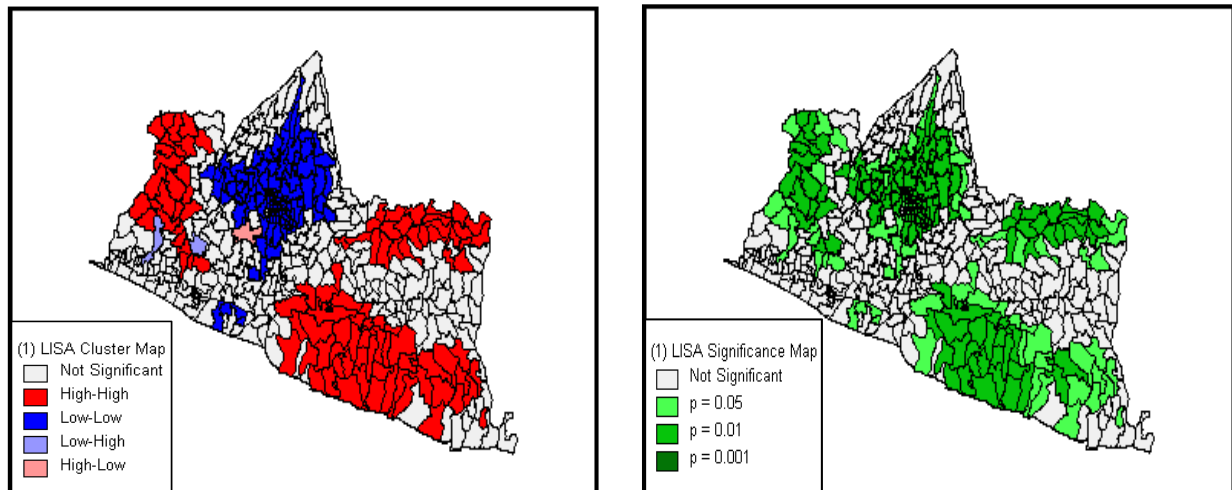 (1) LISA Cluster Map
Not Significant
High-High
Low-Low
Low-High
High-Low
(1) LISA Significance Map
Not Significant
p = 0.05
p = 0.01
p = 0.001